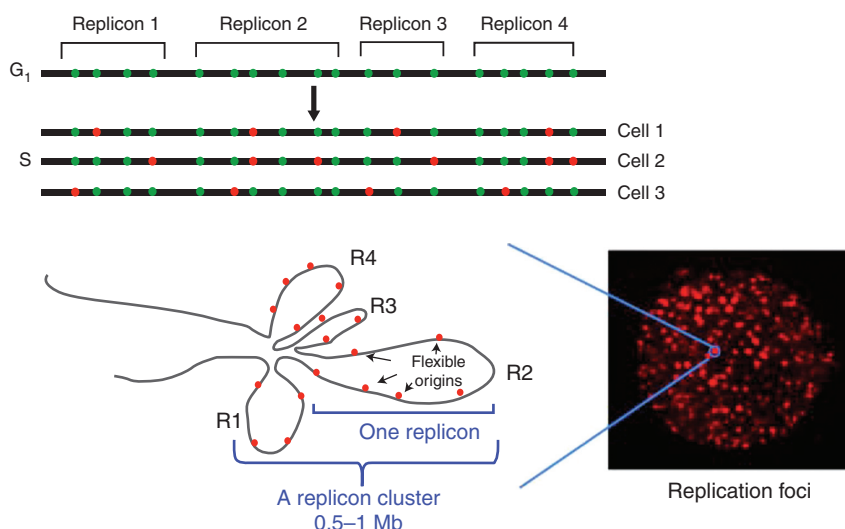 Replicon 1
Replicon 2
Replicon 3
Replicon 4
G1
Cell 1
S
Cell 2
Cell 3
R4
R3
Flexible
origins
R2
R1
One replicon
A replicon cluster
0.5–1 Mb
Replication foci